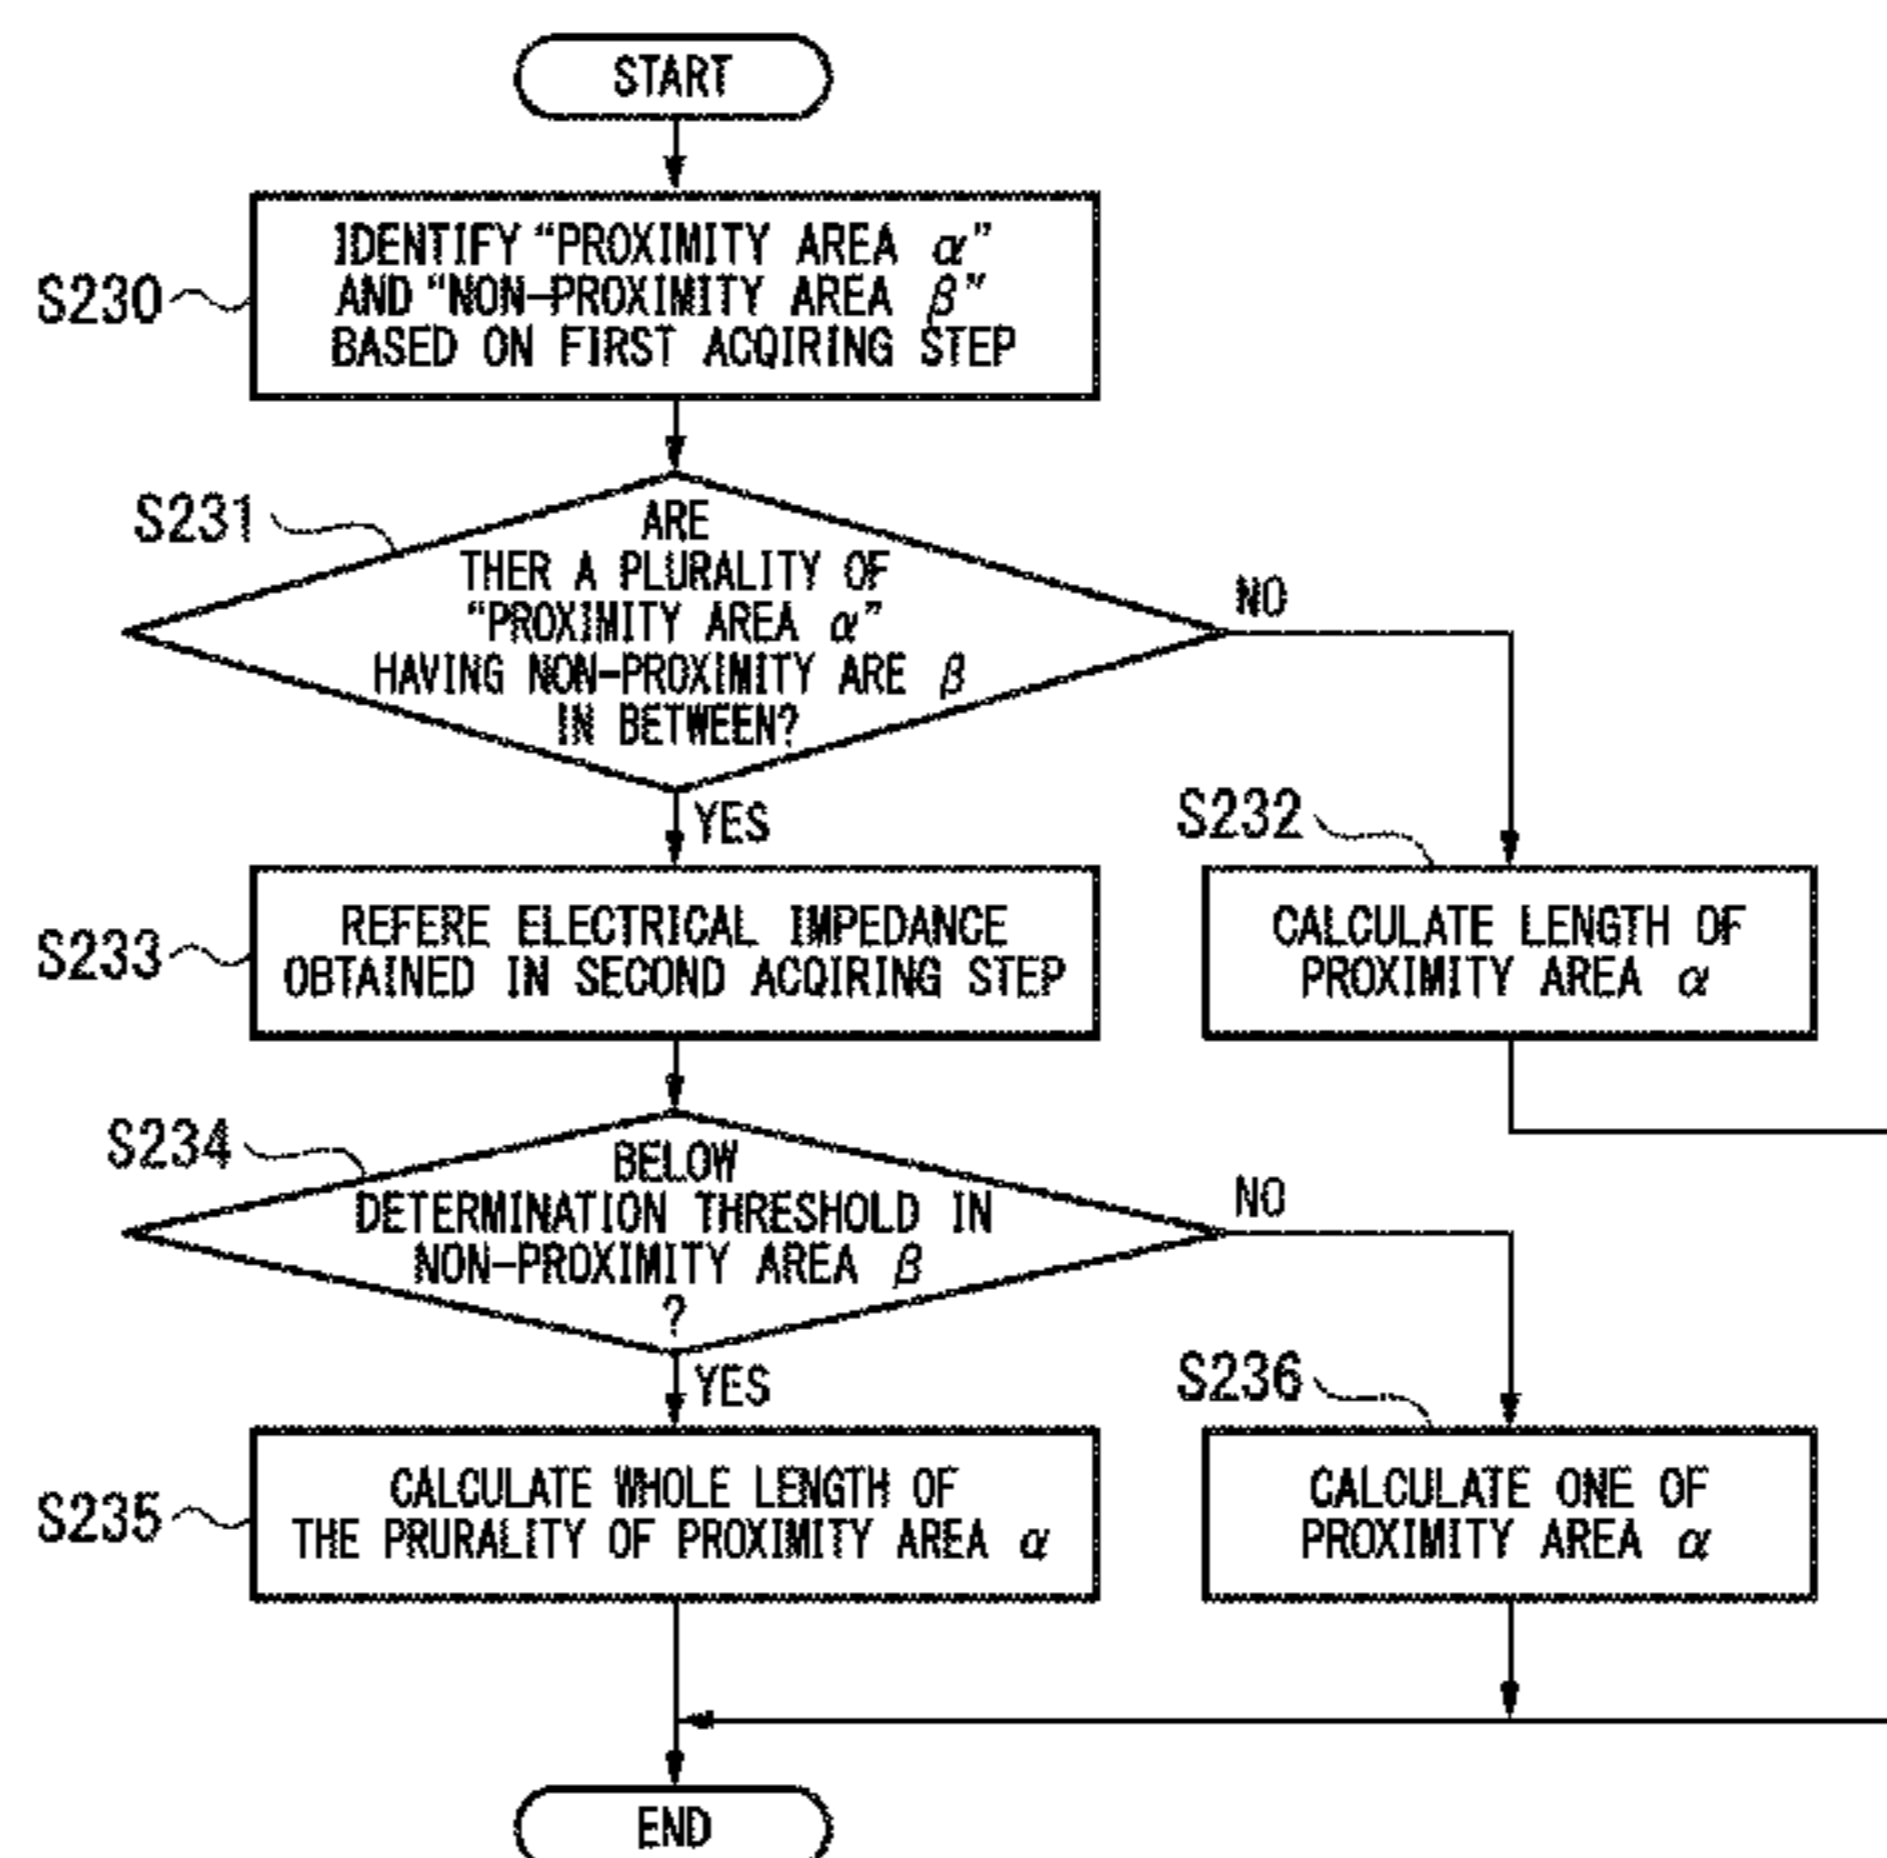 START
S230
IDENTIFY “PROXIMITY AREA α”
AND “NON-PROXIMITY AREA β”
BASED ON FIRST ACQIRING STEP
S231
ARE
THER A PLURALITY OF
“PROXIMITY AREA α”
HAVING NON-PROXIMITY ARE β
IN BETWEEN?
NO
YES
S232
CALCULATE LENGTH OF
PROXIMITY AREA α
S233
REFERE ELECTRICAL IMPEDANCE
OBTAINED IN SECOND ACQIRING STEP
S234
BELOW
DETERMINATION THRESHOLD IN
NON-PROXIMITY AREA β
?
NO
YES
S235
CALCULATE WHOLE LENGTH OF
THE PRURALITY OF PROXIMITY AREA α
S236
CALCULATE ONE OF
PROXIMITY AREA α
END